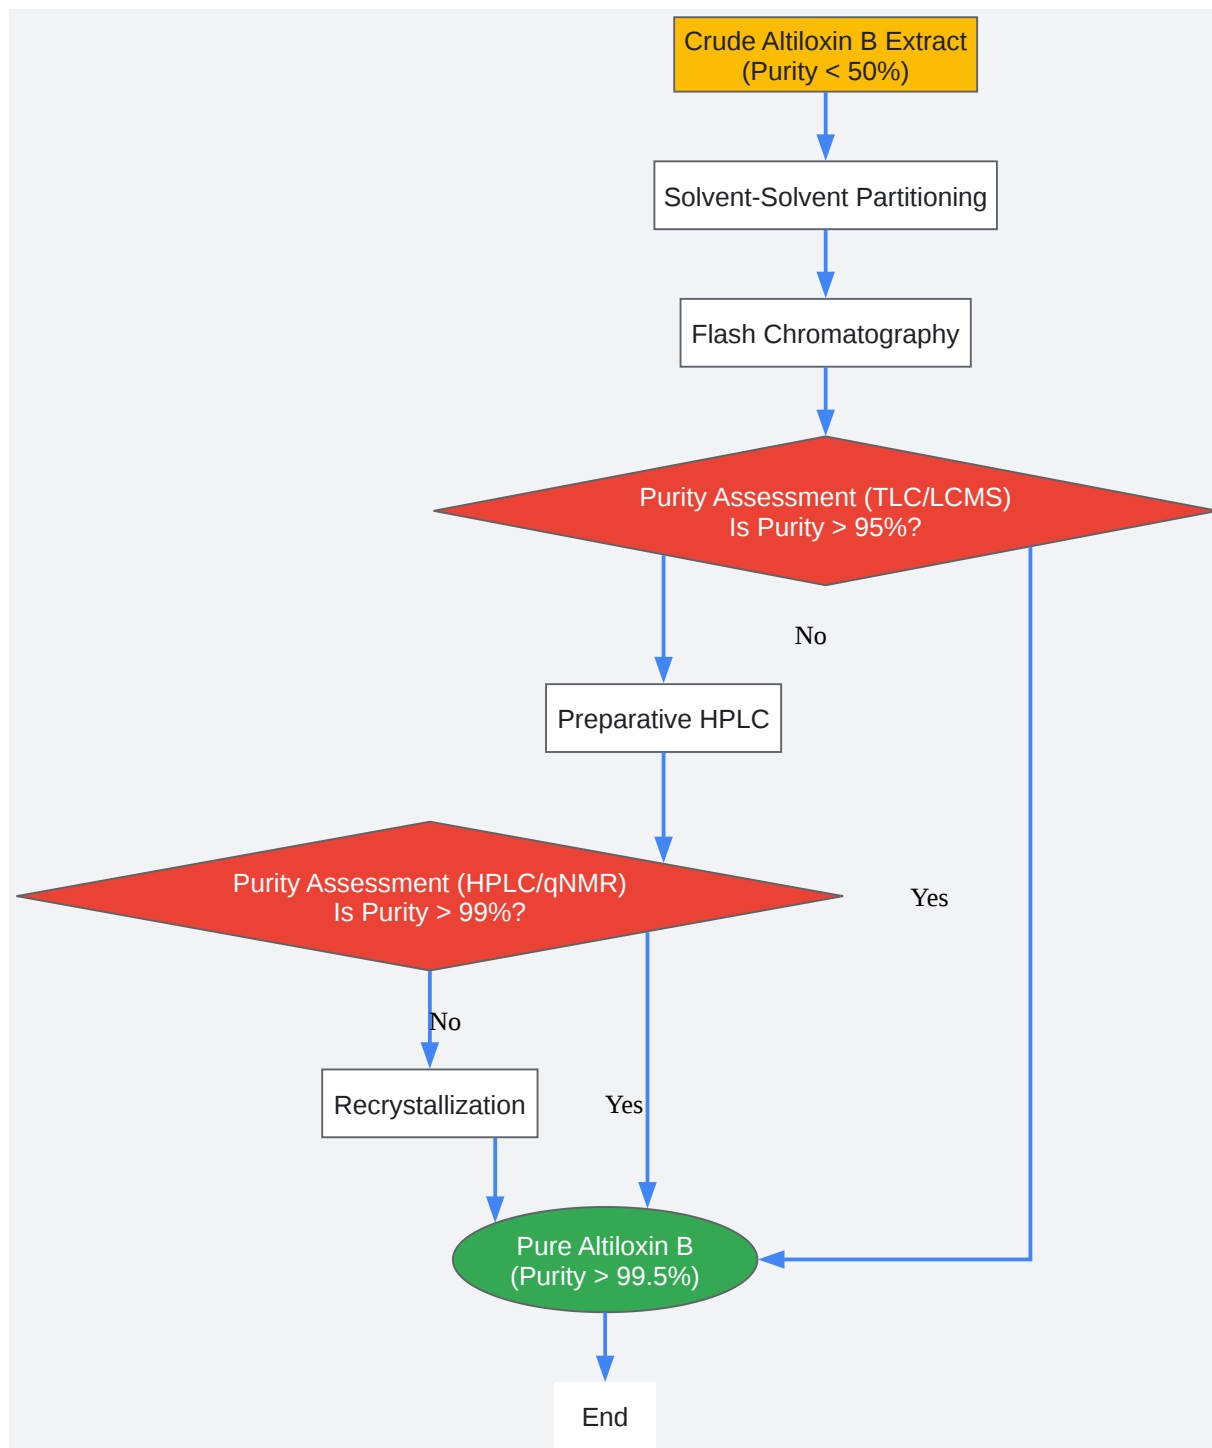 Crude Altiloxin B Extract
(Purity < 50%)
Solvent-Solvent Partitioning
Flash Chromatography
Purity Assessment (TLC/LCMS)
Is Purity > 95%?
No
Preparative HPLC
Purity Assessment (HPLC/qNMR)
Is Purity > 99%?
Yes
No
Recrystallization
Yes
Pure Altiloxin B
(Purity > 99.5%)
End